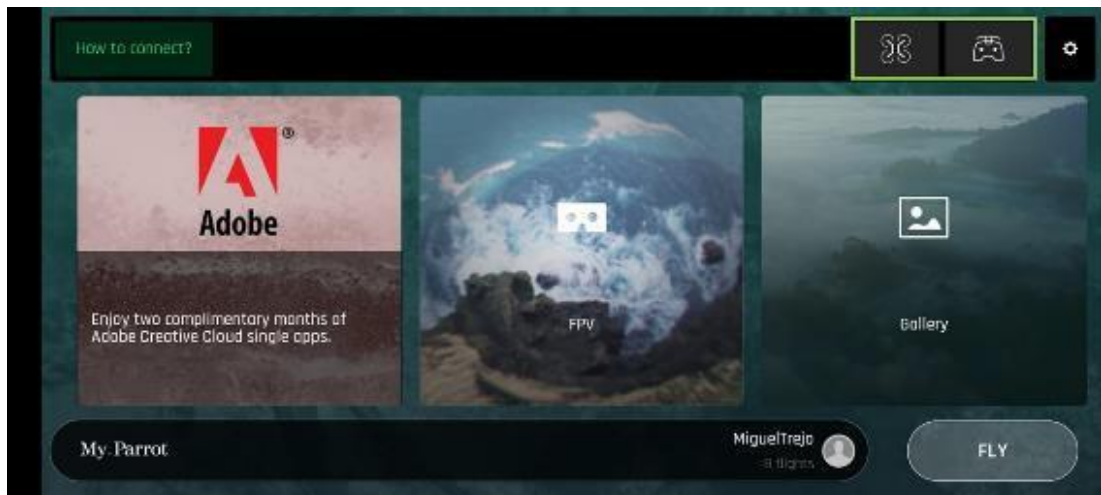 How to connect?
®
Adobe
Enjoy two complimentary months of
Adobe Creative Cloud single apps.
FPV
Gallery
My.Parrot
MiguelTrejo
flights
FLY